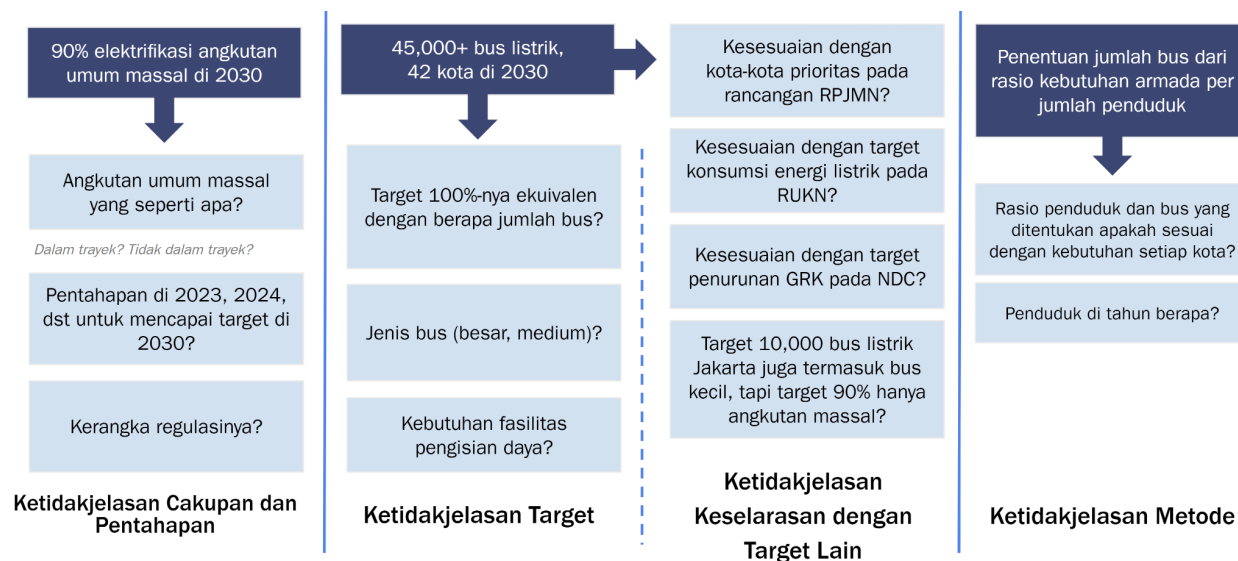 90% elektrifikasi angkutan
umum massal di 2030
Angkutan umum massal
yang seperti apa?
Dalam trayek? Tidak dalam trayek?
Pentahapan di 2023, 2024,
dst untuk mencapai target di
2030?
Kerangka regulasinya?
Ketidakjelasan Cakupan dan
Pentahapan
45,000+ bus listrik,
42 kota di 2030
Target 100%-nya ekuivalen
dengan berapa jumlah bus?
Jenis bus (besar, medium)?
Kebutuhan fasilitas
pengisian daya?
Ketidakjelasan Target
Kesesuaian dengan
kota-kota prioritas pada
rancangan RPJMN?
Kesesuaian dengan target
konsumsi energi listrik pada
RUKN?
Kesesuaian dengan target
penurunan GRK pada NDC?
Target 10,000 bus listrik
Jakarta juga termasuk bus
kecil, tapi target 90% hanya
angkutan massal?
Ketidakjelasan
Keselarasan dengan
Target Lain
Penentuan jumlah bus dari
rasio kebutuhan armada per
jumlah penduduk
Rasio penduduk dan bus yang
ditentukan apakah sesuai
dengan kebutuhan setiap kota?
Penduduk di tahun berapa?
Ketidakjelasan Metode